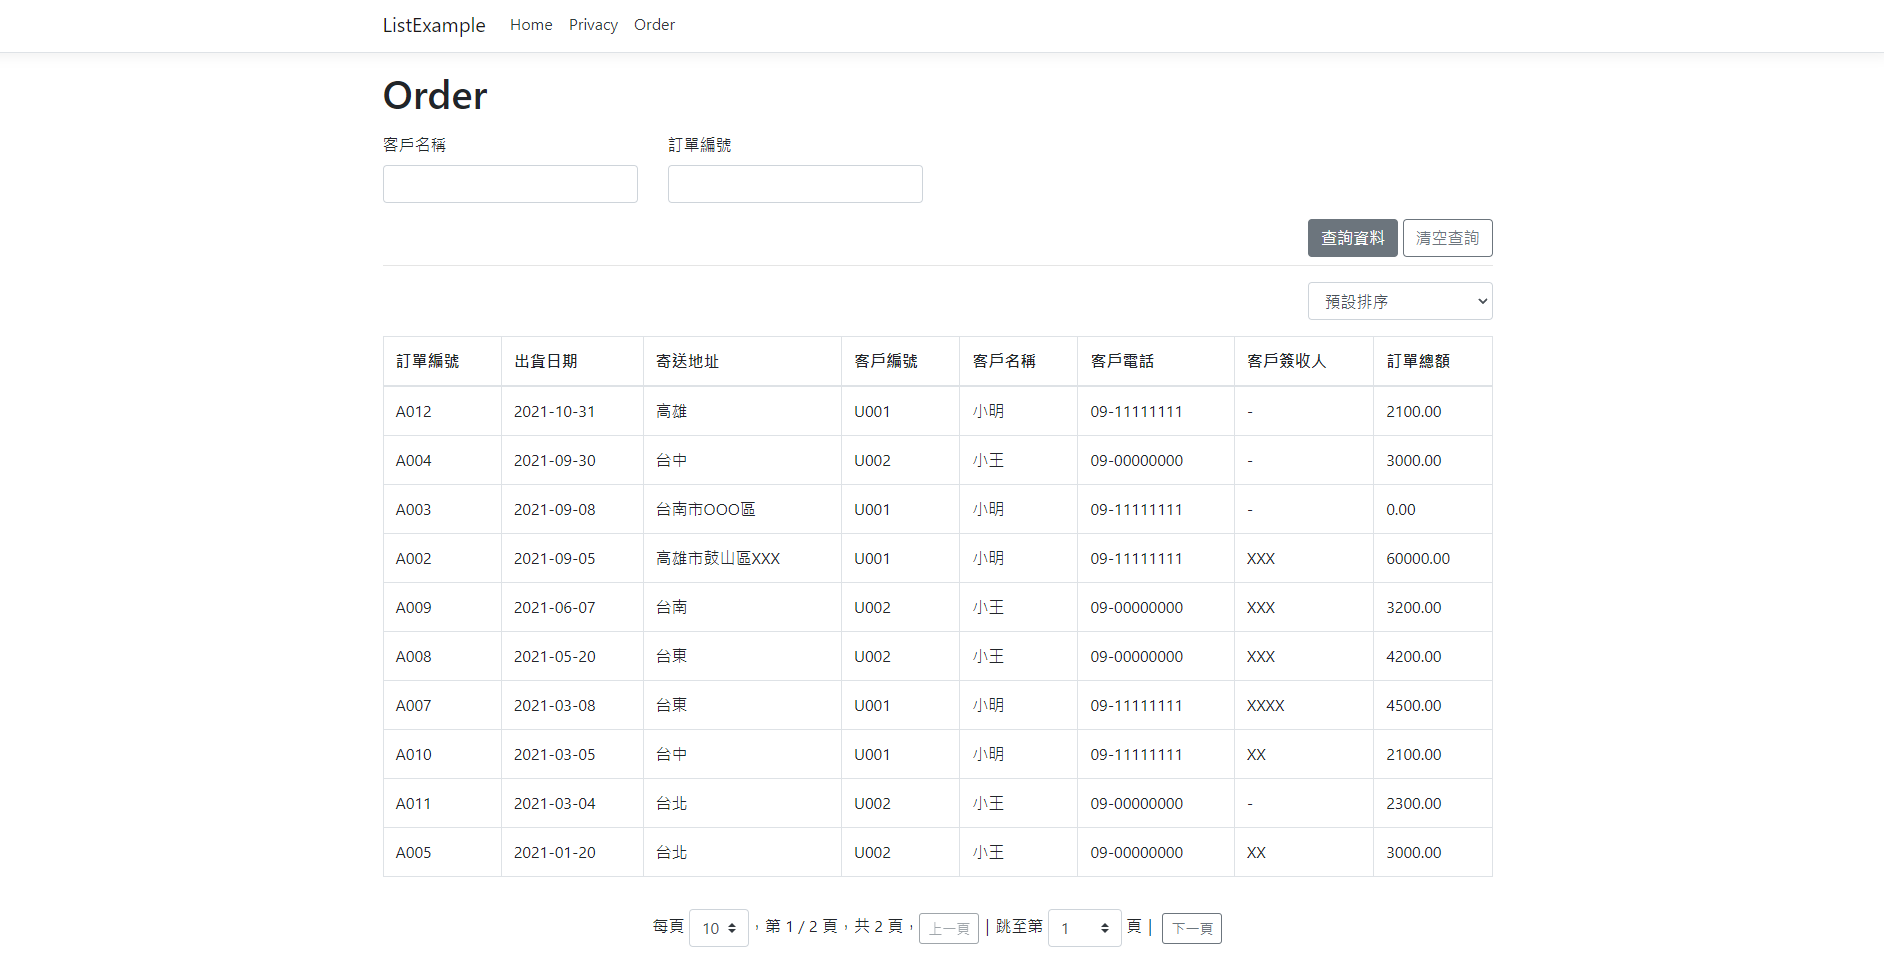 ListExample Home Privacy Order
Order
客戶名稱 訂單編號
查詢資料 清空查詢
預設排序
訂單編號 出貨日期 寄送地址 客戶編號 客戶名稱 客戶電話 客戶簽收人 訂單總額
A012 2021-10-31 高雄 U001 小明 09-11111111 - 2100.00
A004 2021-09-30 台中 U002 小王 09-00000000 - 3000.00
A003 2021-09-08 台南市OOO區 U001 小明 09-11111111 - 0.00
A002 2021-09-05 高雄市鼓山區XXX U001 小明 09-11111111 XXX 60000.00
A009 2021-06-07 台南 U002 小王 09-00000000 XXX 3200.00
A008 2021-05-20 台東 U002 小王 09-00000000 XXX 4200.00
A007 2021-03-08 台東 U001 小明 09-11111111 XXXX 4500.00
A010 2021-03-05 台中 U001 小明 09-11111111 XX 2100.00
A011 2021-03-04 台北 U002 小王 09-00000000 - 2300.00
A005 2021-01-20 台北 U002 小王 09-00000000 XX 3000.00
每頁 10 ，第 1 / 2 頁，共 2 頁， 上一頁 | 跳至第 1 頁 | 下一頁